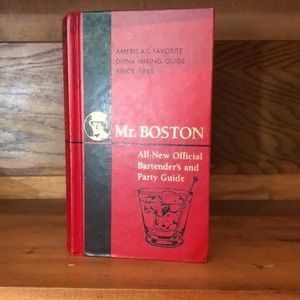 AMERICA'S FAVORITE
DRINK MIXING GUIDE
SINCE 1935
Mr. BOSTON
All-New Official
Bartender's and
Party Guide